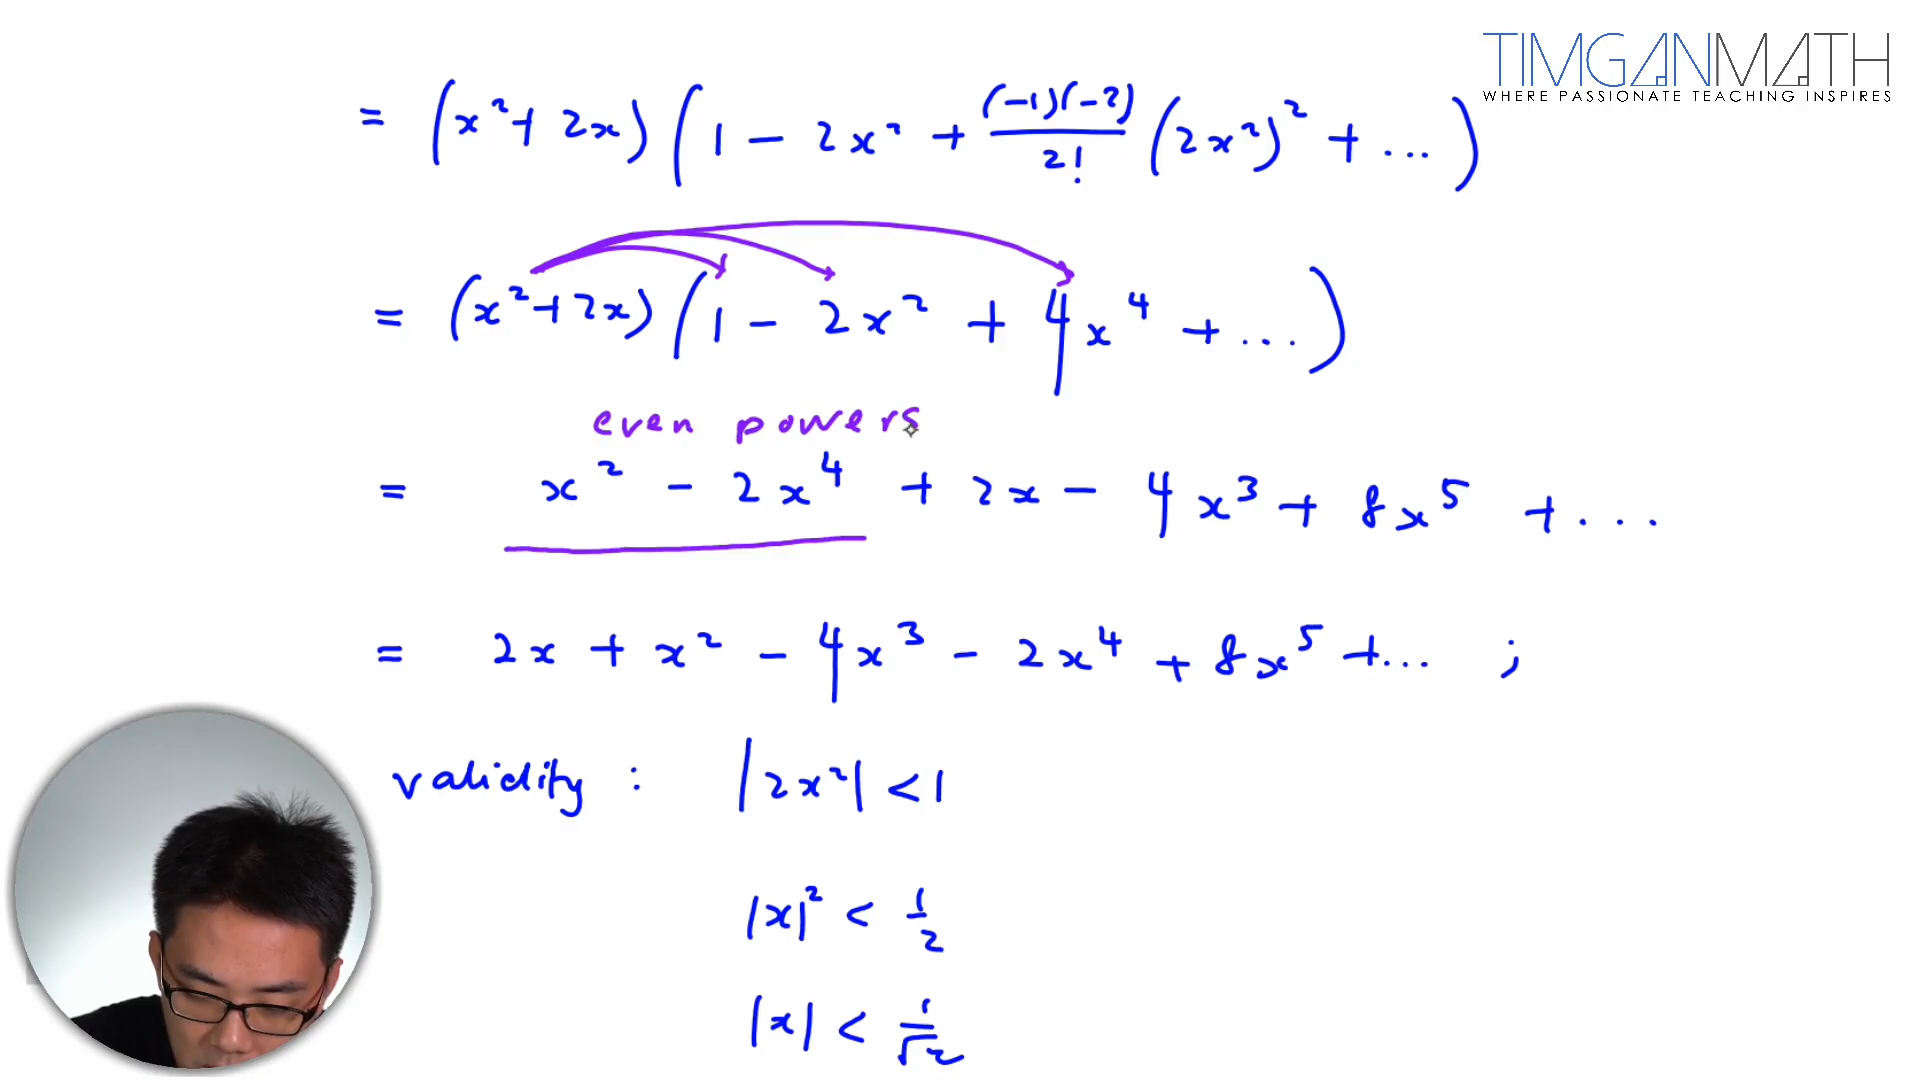 TIMGANMATH
WHERE PASSIONATE TEACHING INSPIRES
= (x² + 2x) (1 - 2x² + (-1)(-2)/2! (2x²)² + ...)
= (x² + 2x) (1 - 2x² + 4x⁴ + ...)
even powers
= x² - 2x⁴ + 2x - 4x³ + 8x⁵ + ...
= 2x + x² - 4x³ - 2x⁴ + 8x⁵ + ... ;
validity : |2x²| < 1
|x|² < 1/2
|x| < 1/√2